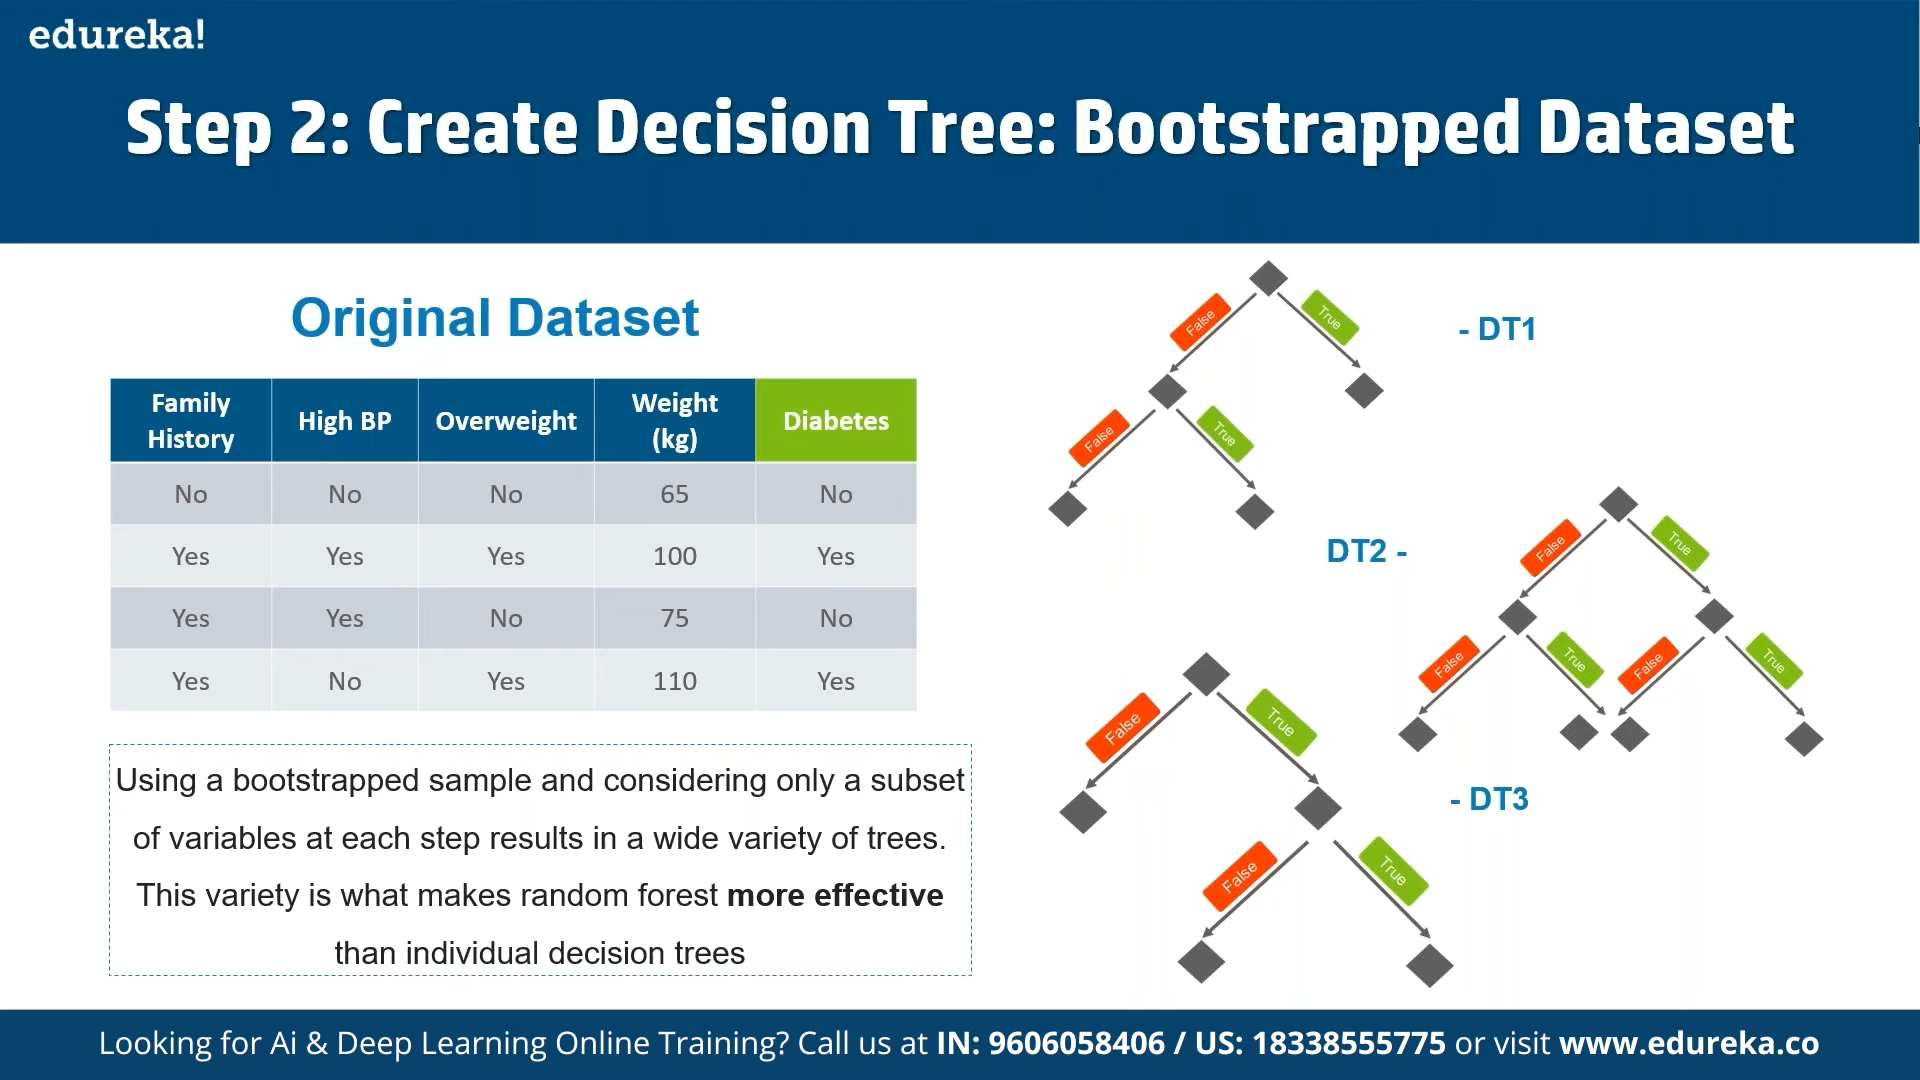 edureka!
Step 2: Create Decision Tree: Bootstrapped Dataset
Original Dataset
Family History High BP Overweight Weight (kg) Diabetes
No No No 65 No
Yes Yes Yes 100 Yes
Yes Yes No 75 No
Yes No Yes 110 Yes
Using a bootstrapped sample and considering only a subset
of variables at each step results in a wide variety of trees.
This variety is what makes random forest more effective
than individual decision trees
False True
- DT1
False True
DT2 -
False True
False True False True
False True
- DT3
False True
Looking for Ai & Deep Learning Online Training? Call us at IN: 9606058406 / US: 18338555775 or visit www.edureka.co